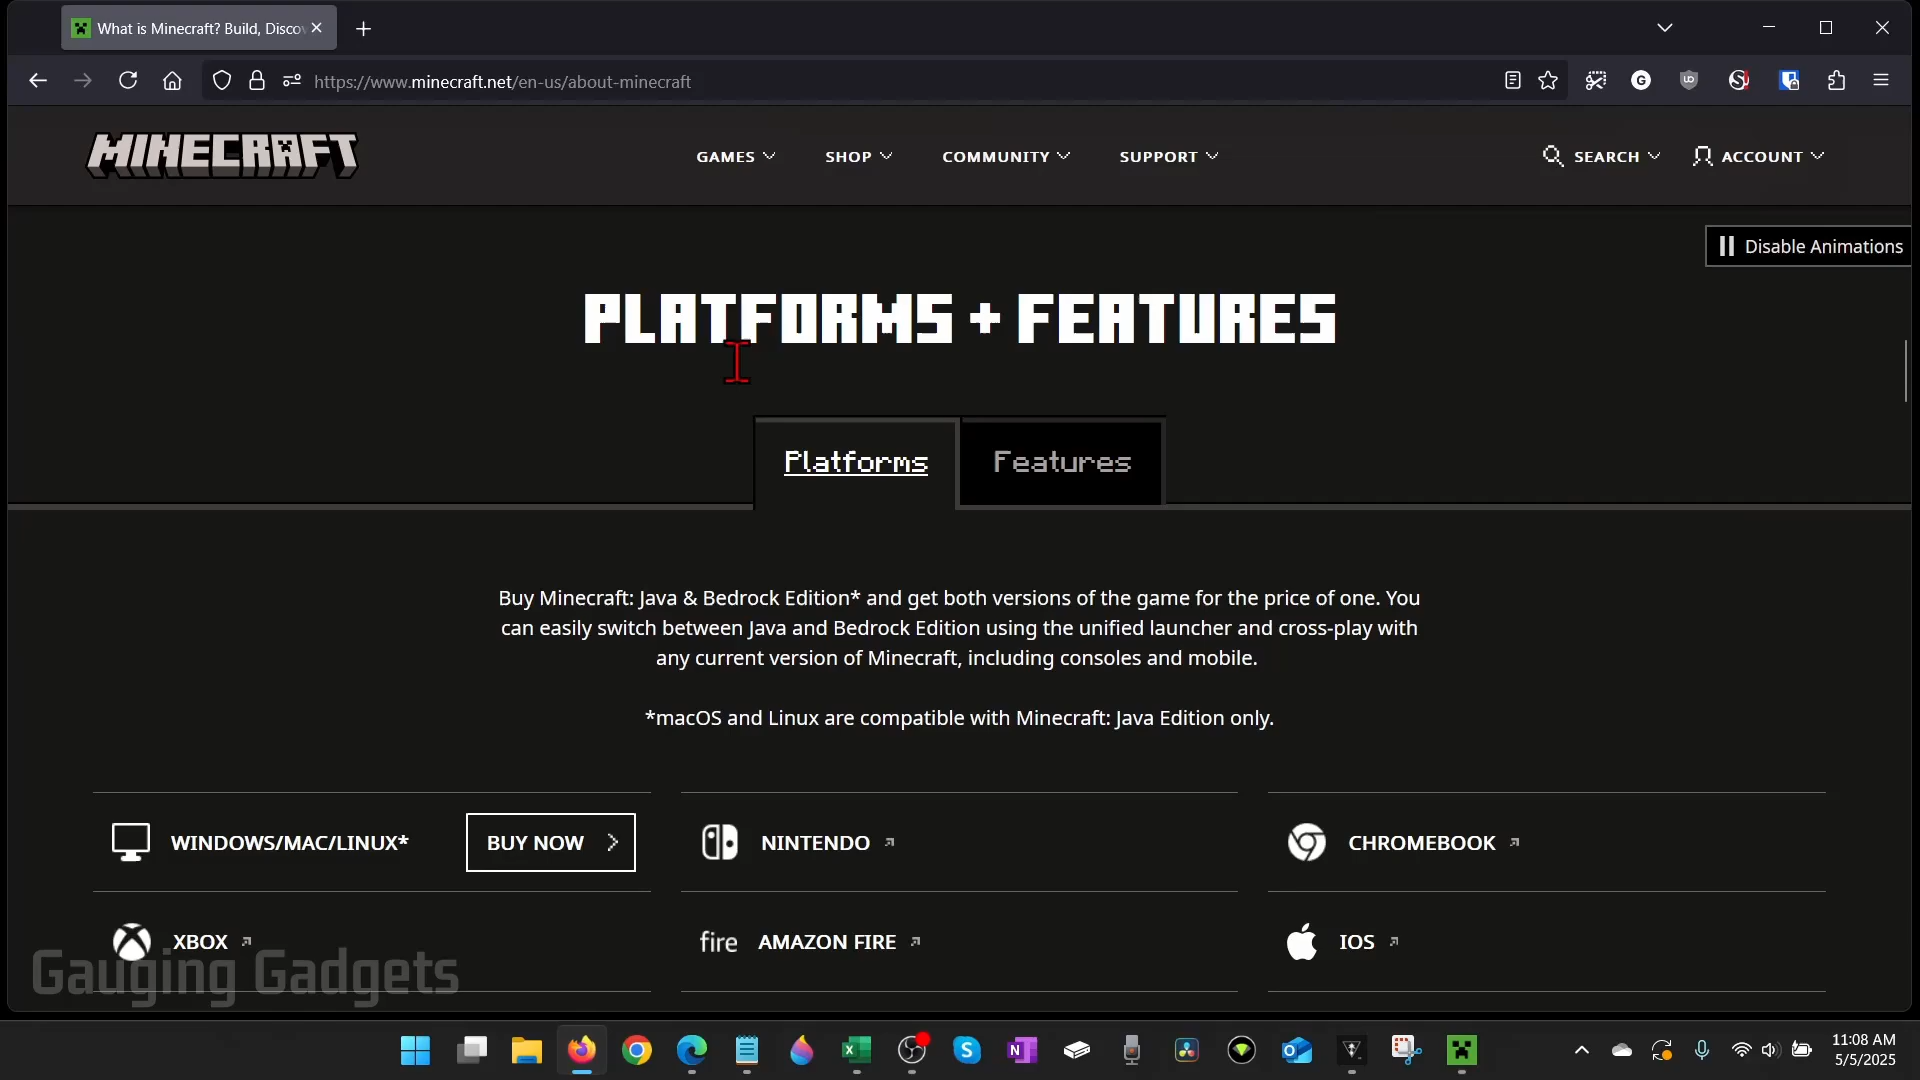 What is Minecraft? Build, Disco
https://www.minecraft.net/en-us/about-minecraft
MINECRAFT
GAMES
SHOP
COMMUNITY
SUPPORT
SEARCH
ACCOUNT
Disable Animations
PLATFORMS + FEATURES
Platforms
Features
Buy Minecraft: Java & Bedrock Edition* and get both versions of the game for the price of one. You
can easily switch between Java and Bedrock Edition using the unified launcher and cross-play with
any current version of Minecraft, including consoles and mobile.
*macOS and Linux are compatible with Minecraft: Java Edition only.
WINDOWS/MAC/LINUX*
BUY NOW
NINTENDO
CHROMEBOOK
XBOX
fire
AMAZON FIRE
IOS
Gauging Gadgets
11:08 AM
5/5/2025